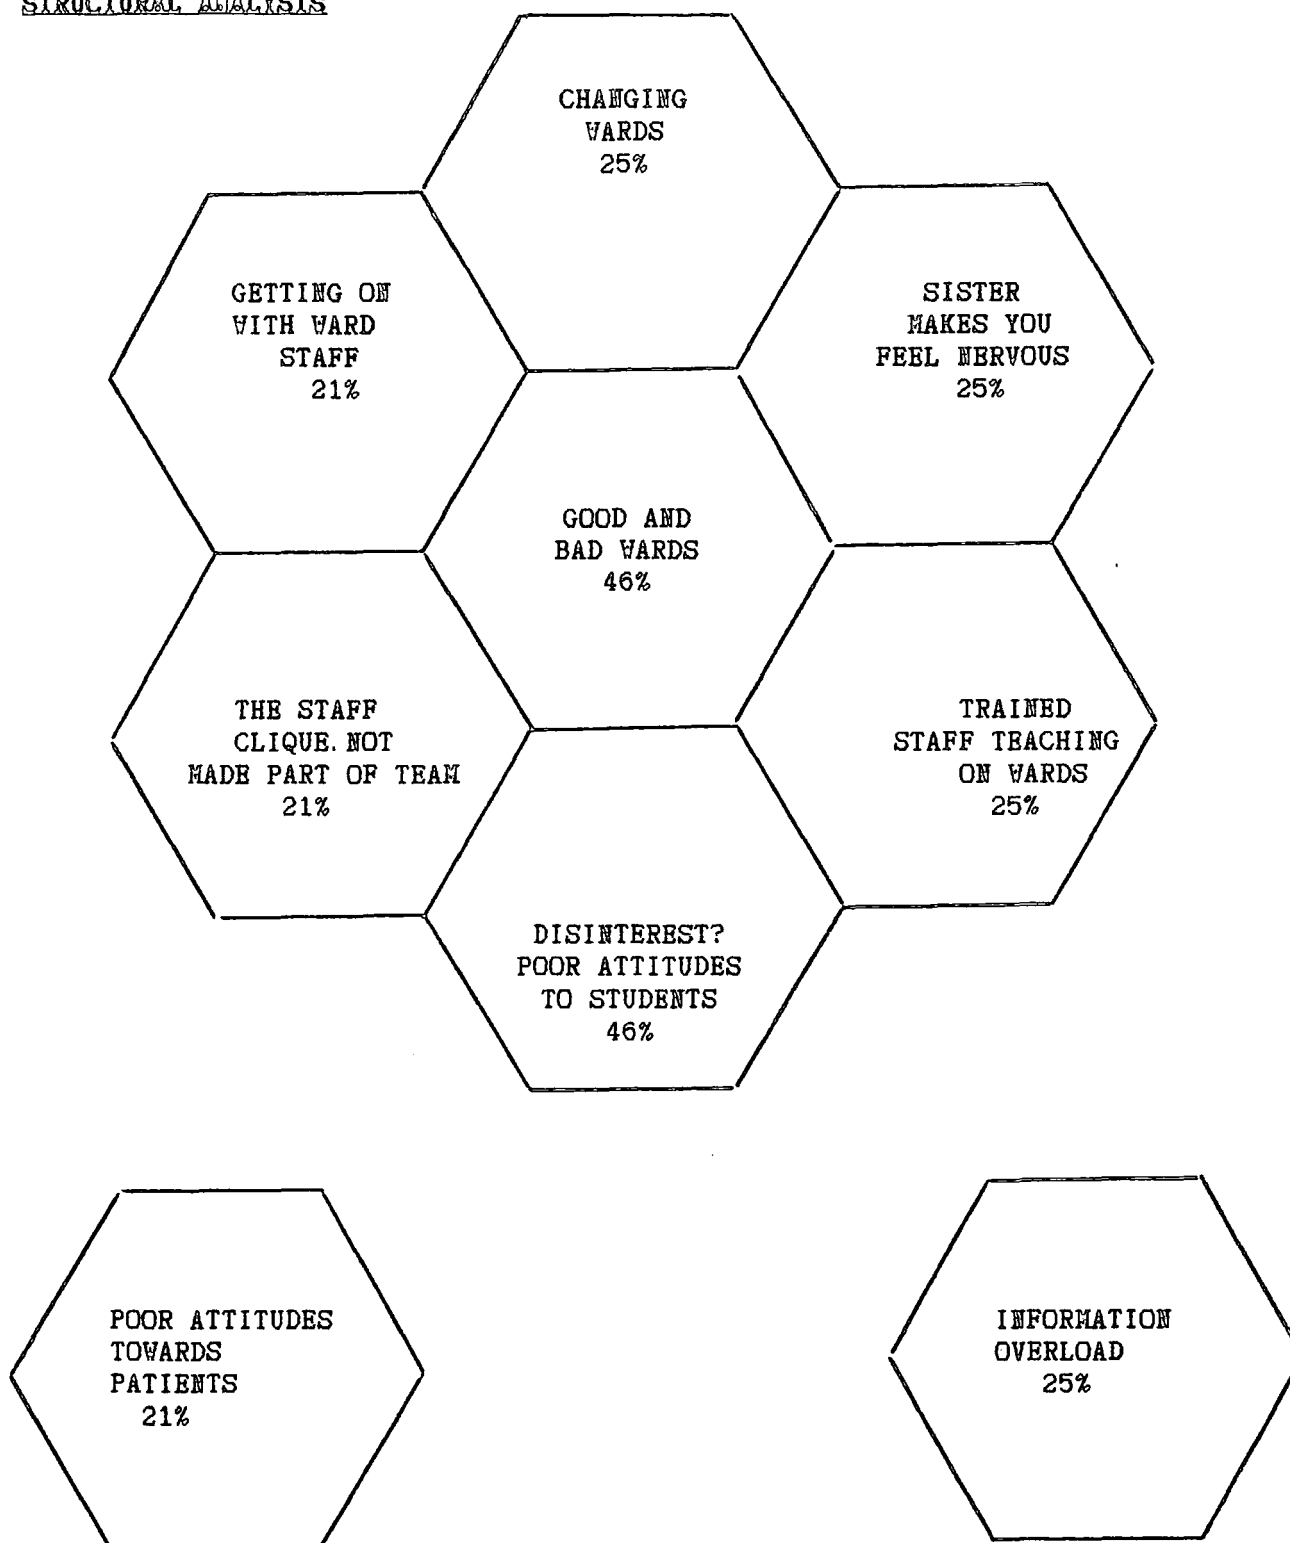 STRUCTURAL ANALYSIS
CHANGING
WARDS
25%
GETTING ON
WITH WARD
STAFF
21%
SISTER
MAKES YOU
FEEL NERVOUS
25%
GOOD AND
BAD WARDS
46%
THE STAFF
CLIQUE. NOT
MADE PART OF TEAM
21%
TRAINED
STAFF TEACHING
ON WARDS
25%
DISINTEREST?
POOR ATTITUDES
TO STUDENTS
46%
POOR ATTITUDES
TOWARDS
PATIENTS
21%
INFORMATION
OVERLOAD
25%